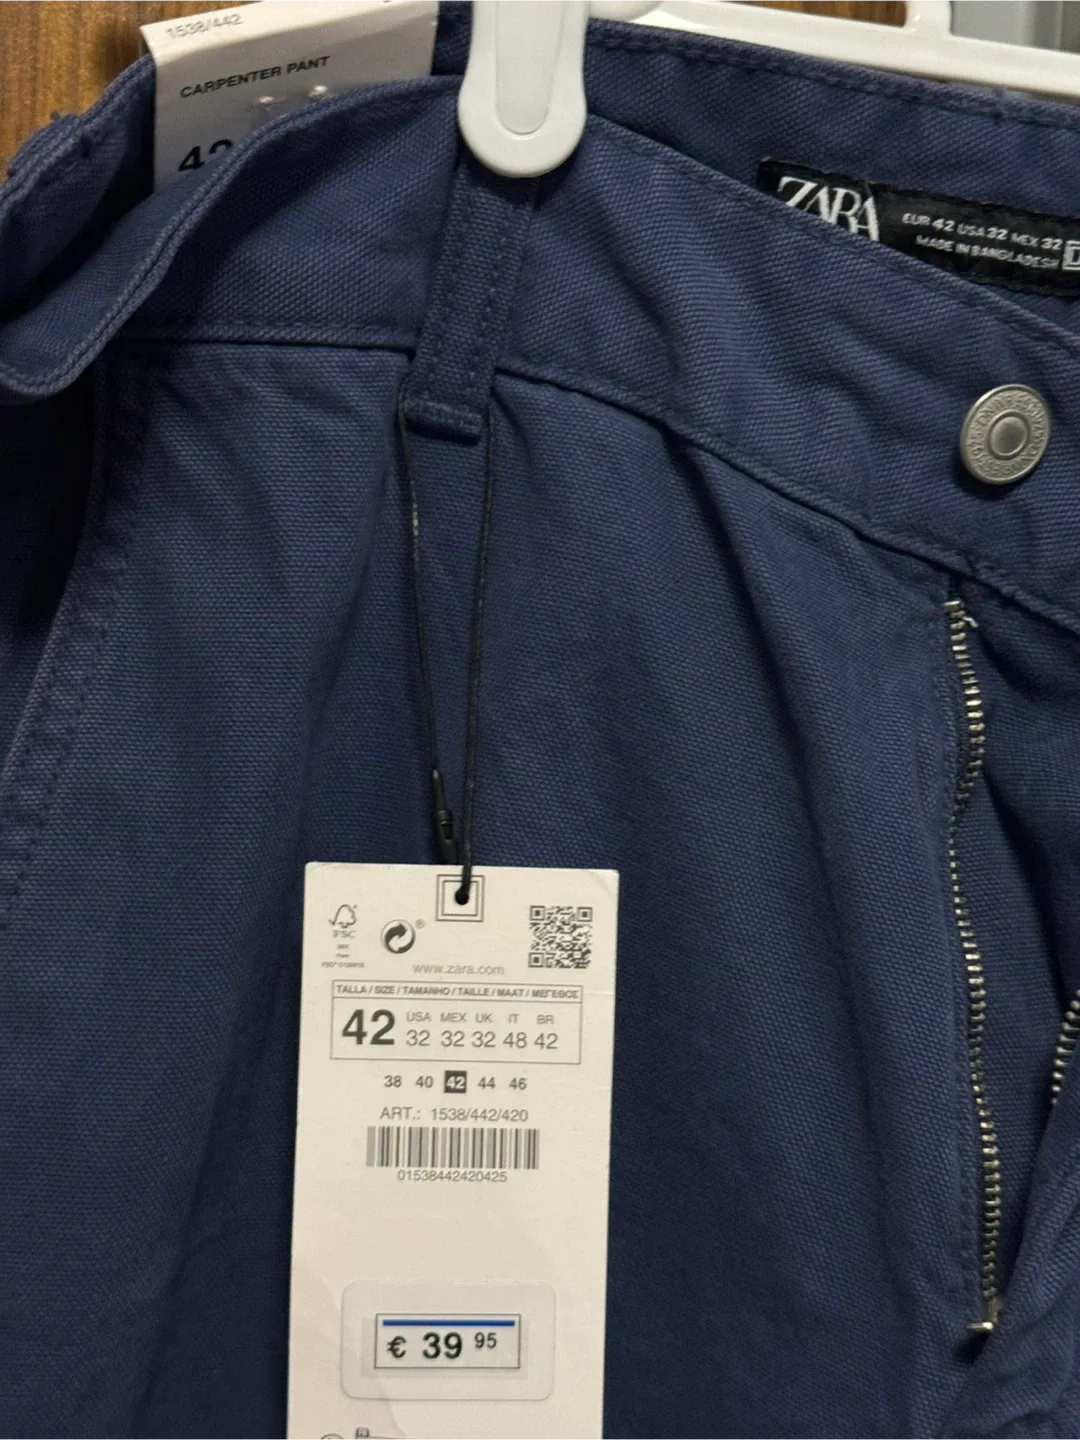 1538/442
CARPENTER PANT
42
ZARA
EUR 42 USA 32 MEX 32
MADE IN BANGLADESH
FSC
www.zara.com
TALLA / SIZE / TAMANHO / TAILLE / MAAT / ΜΕΓΕΘΟΣ
42 USA MEX UK IT BR
32 32 32 48 42
38 40 42 44 46
ART.: 1538/442/420
01538442420425
€ 39 95